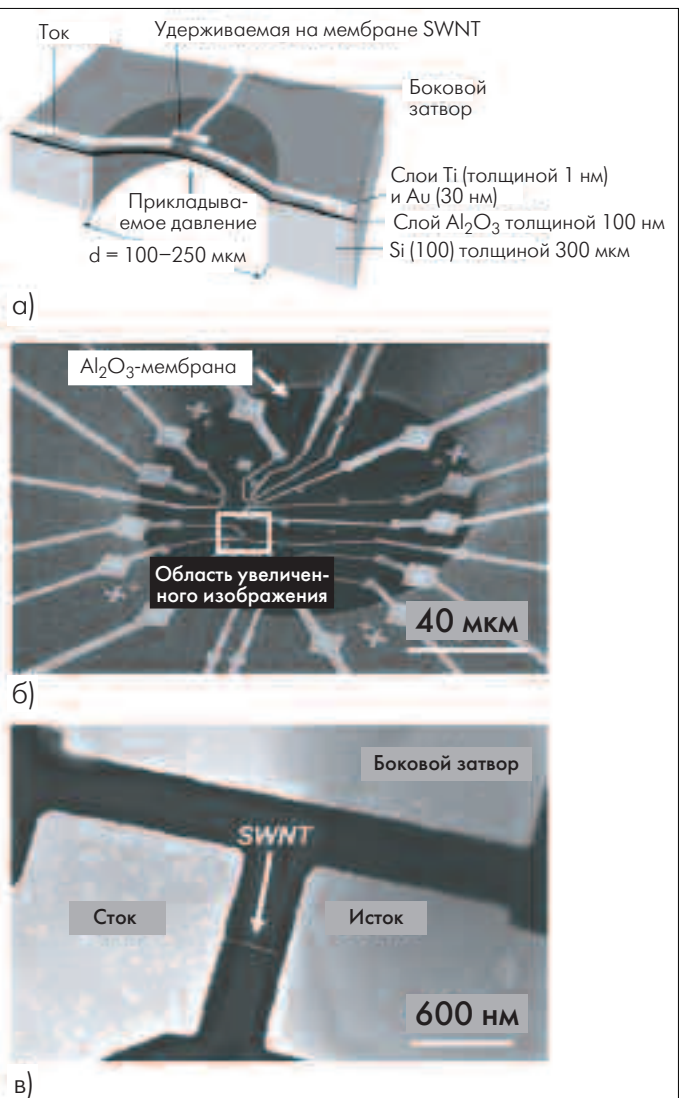 Ток
Удерживаемая на мембране SWNT
Боковой
затвор
Слои Ti (толщиной 1 нм)
и Au (30 нм)
Прикладыва-
емое давление
Слой Al₂O₃ толщиной 100 нм
d = 100–250 мкм
Si (100) толщиной 300 мкм
а)
Al₂O₃-мембрана
Область увеличен-
ного изображения
40 мкм
б)
Боковой затвор
SWNT
Сток
Исток
600 нм
в)